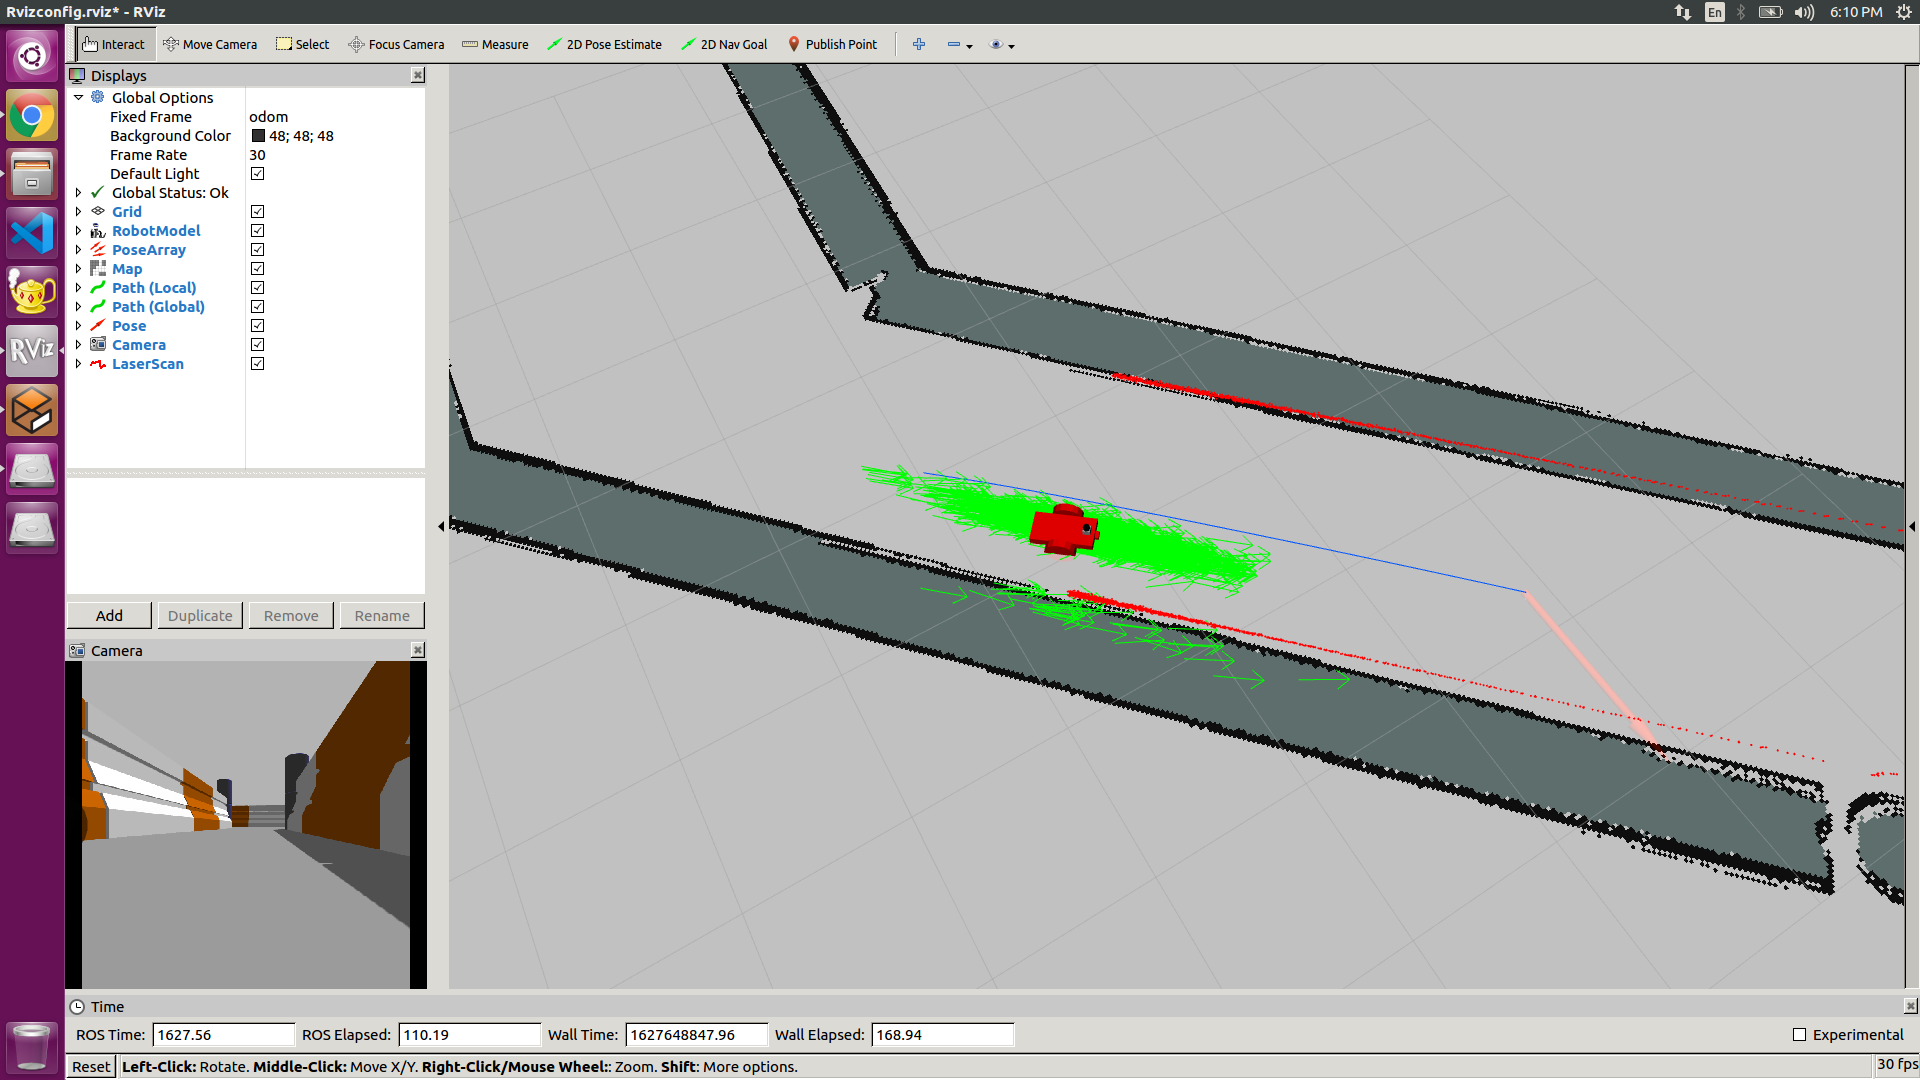 Rvizconfig.rviz* - RViz
En
6:10 PM
Interact
Move Camera
Select
Focus Camera
Measure
2D Pose Estimate
2D Nav Goal
Publish Point
Displays
Global Options
Fixed Frame odom
Background Color 48; 48; 48
Frame Rate 30
Default Light
Global Status: Ok
Grid
RobotModel
PoseArray
Map
Path (Local)
Path (Global)
Pose
Camera
LaserScan
RViz
Add
Duplicate
Remove
Rename
Camera
Time
ROS Time: 1627.56
ROS Elapsed: 110.19
Wall Time: 1627648847.96
Wall Elapsed: 168.94
Experimental
Reset
Left-Click: Rotate. Middle-Click: Move X/Y. Right-Click/Mouse Wheel:: Zoom. Shift: More options.
30 fps